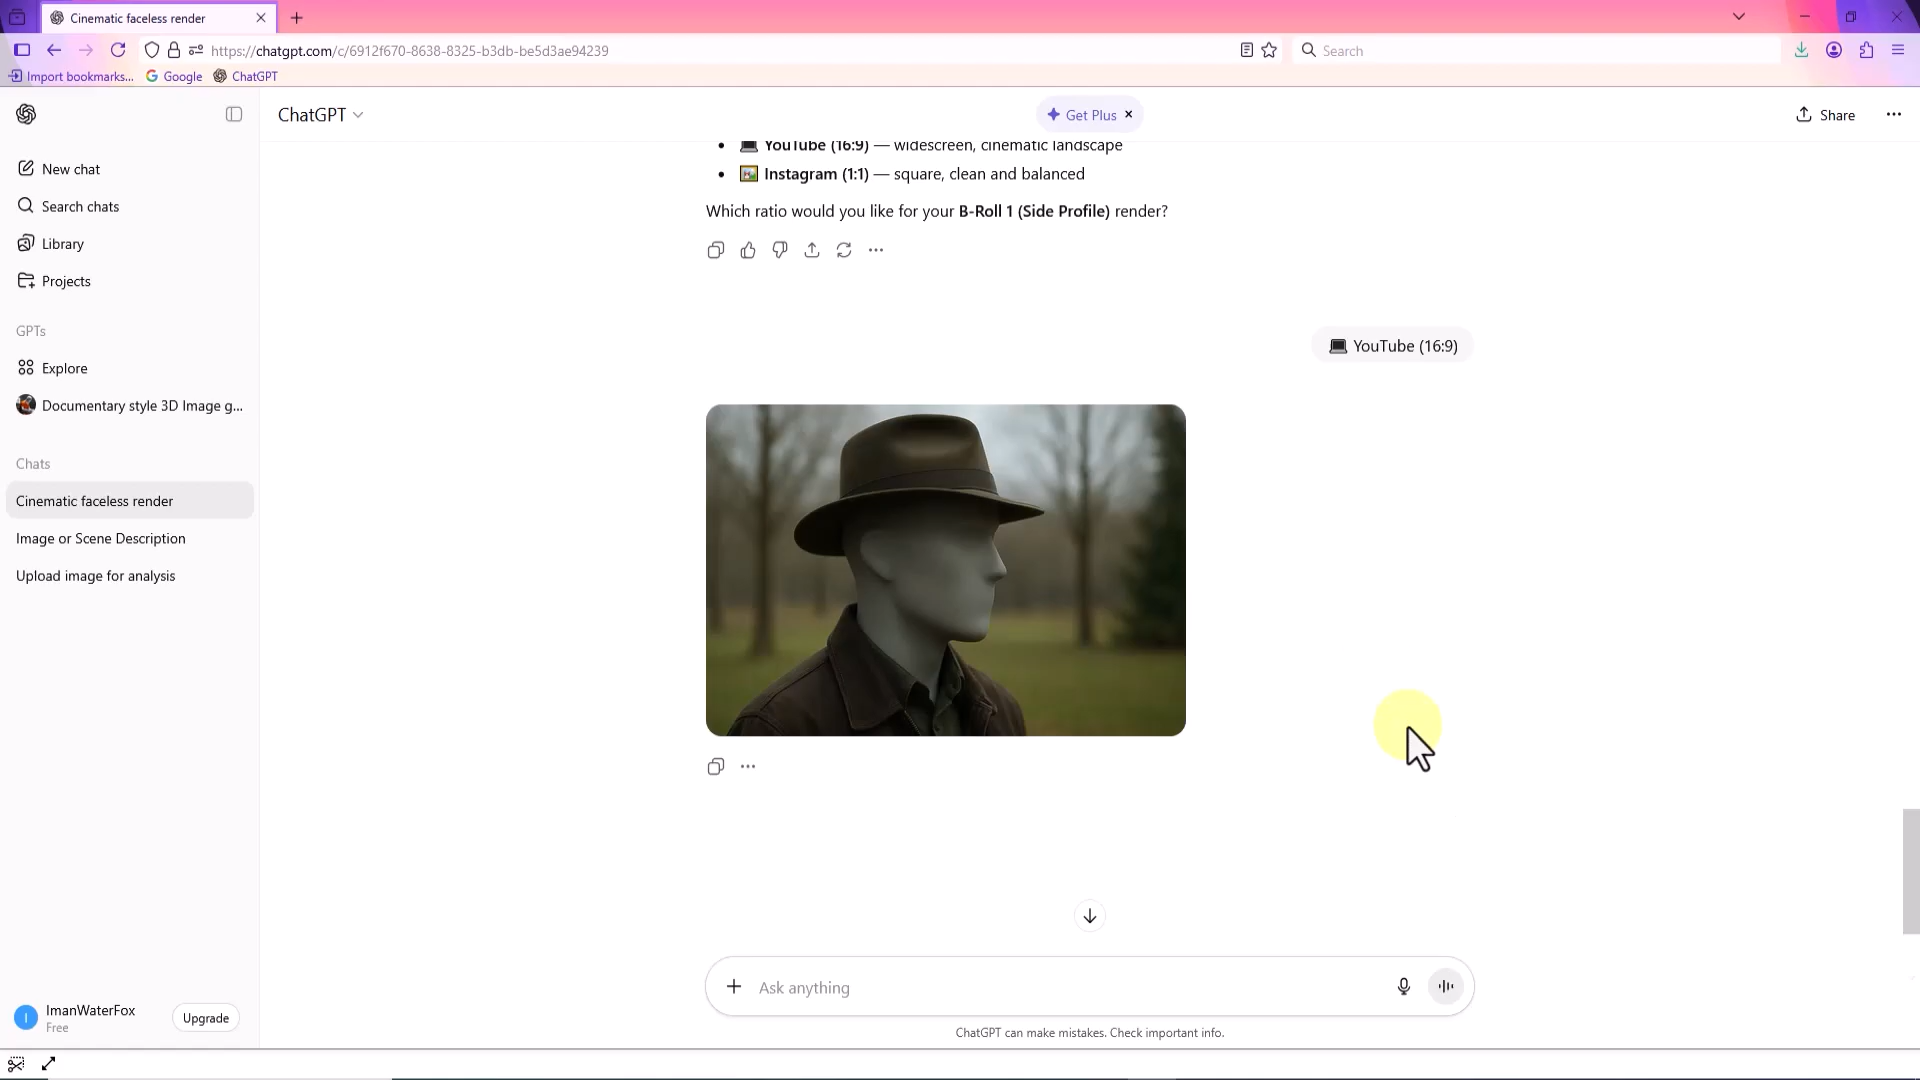 Cinematic faceless render
https://chatgpt.com/c/6912f670-8638-8325-b3db-be5d3ae94239
Search
Import bookmarks...
Google
ChatGPT
ChatGPT
Get Plus
Share
New chat
Search chats
Library
Projects
GPTs
Explore
Documentary style 3D Image g...
Chats
Cinematic faceless render
Image or Scene Description
Upload image for analysis
ImanWaterFox
Free
Upgrade
• 💻 YouTube (16:9) — widescreen, cinematic landscape
• 🖼️ Instagram (1:1) — square, clean and balanced
Which ratio would you like for your B-Roll 1 (Side Profile) render?
💻 YouTube (16:9)
Ask anything
ChatGPT can make mistakes. Check important info.